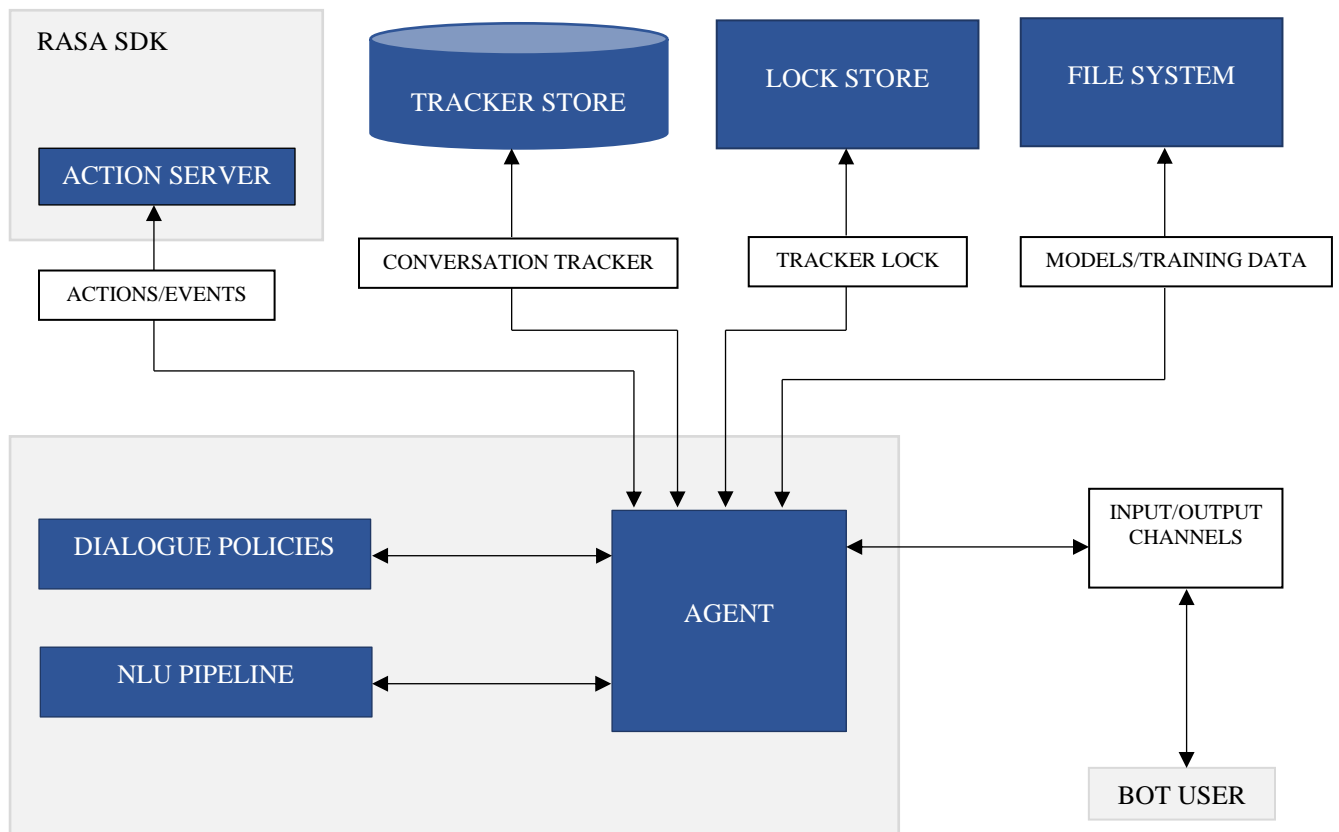 RASA SDK
TRACKER STORE
LOCK STORE
FILE SYSTEM
ACTION SERVER
CONVERSATION TRACKER
TRACKER LOCK
MODELS/TRAINING DATA
ACTIONS/EVENTS
DIALOGUE POLICIES
AGENT
INPUT/OUTPUT
CHANNELS
NLU PIPELINE
BOT USER